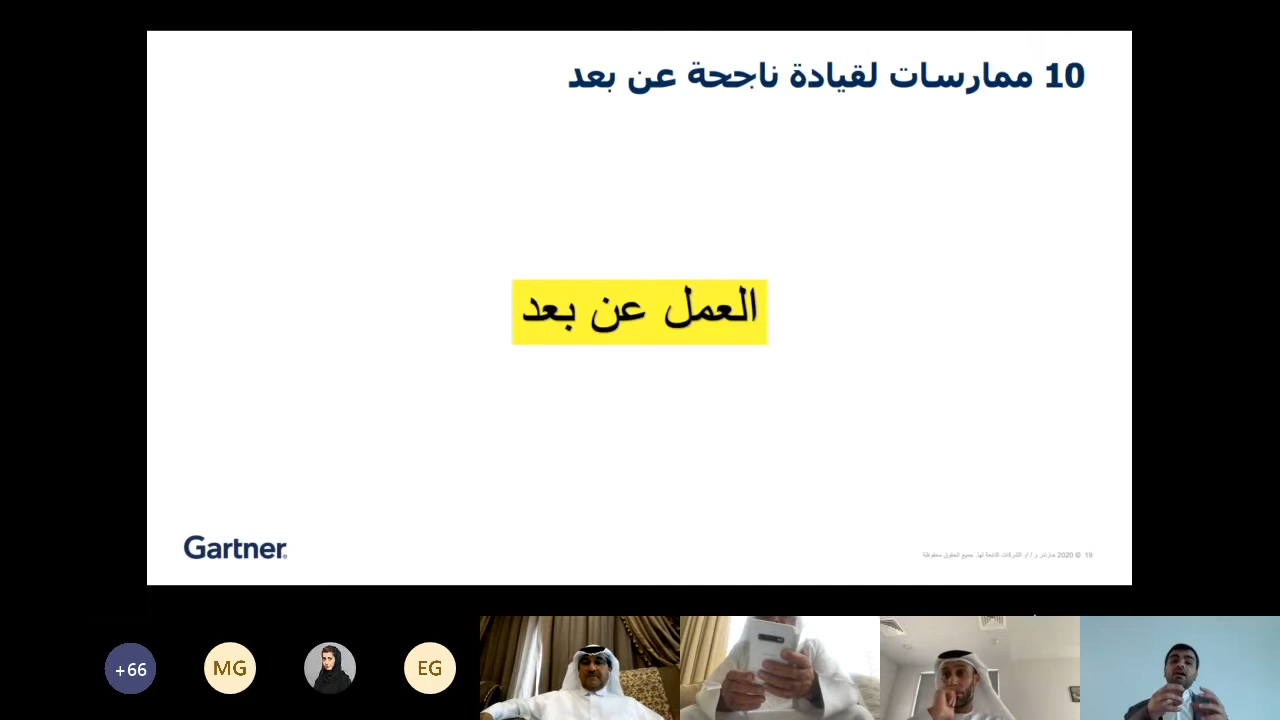 10 ممارسات لقيادة ناجحة عن بعد
العمل عن بعد
Gartner
19 © 2020 جارتنر و / او الشركات التابعة لها. جميع الحقوق محفوظة
+66
MG
EG